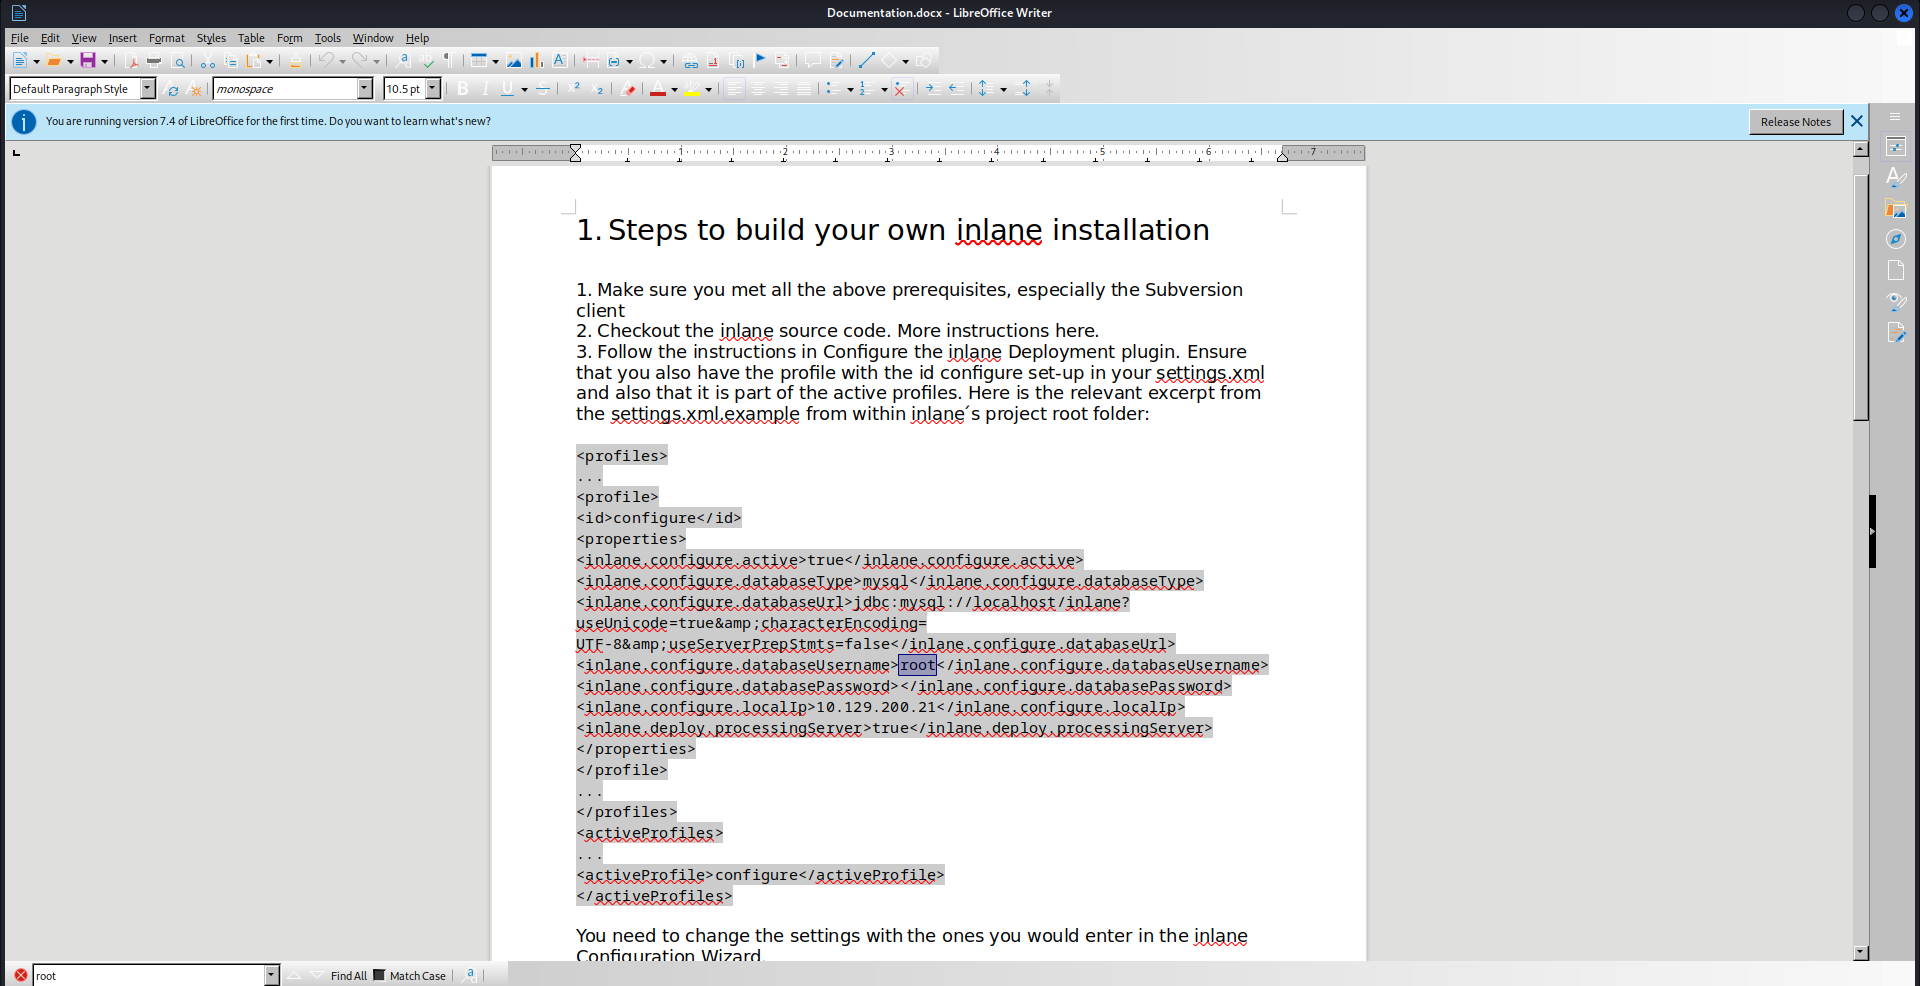 Documentation.docx - LibreOffice Writer
File Edit View Insert Format Styles Table Form Tools Window Help
Default Paragraph Style monospace 10.5 pt
You are running version 7.4 of LibreOffice for the first time. Do you want to learn what's new? Release Notes
1 2 3 4 5 6 7
1. Steps to build your own inlane installation
1. Make sure you met all the above prerequisites, especially the Subversion
client
2. Checkout the inlane source code. More instructions here.
3. Follow the instructions in Configure the inlane Deployment plugin. Ensure
that you also have the profile with the id configure set-up in your settings.xml
and also that it is part of the active profiles. Here is the relevant excerpt from
the settings.xml.example from within inlane´s project root folder:
<profiles>
...
<profile>
<id>configure</id>
<properties>
<inlane.configure.active>true</inlane.configure.active>
<inlane.configure.databaseType>mysql</inlane.configure.databaseType>
<inlane.configure.databaseUrl>jdbc:mysql://localhost/inlane?
useUnicode=true&amp;characterEncoding=
UTF-8&amp;useServerPrepStmts=false</inlane.configure.databaseUrl>
<inlane.configure.databaseUsername>root</inlane.configure.databaseUsername>
<inlane.configure.databasePassword></inlane.configure.databasePassword>
<inlane.configure.localIp>10.129.200.21</inlane.configure.localIp>
<inlane.deploy.processingServer>true</inlane.deploy.processingServer>
</properties>
</profile>
...
</profiles>
<activeProfiles>
...
<activeProfile>configure</activeProfile>
</activeProfiles>
You need to change the settings with the ones you would enter in the inlane
Configuration Wizard.
root Find All Match Case